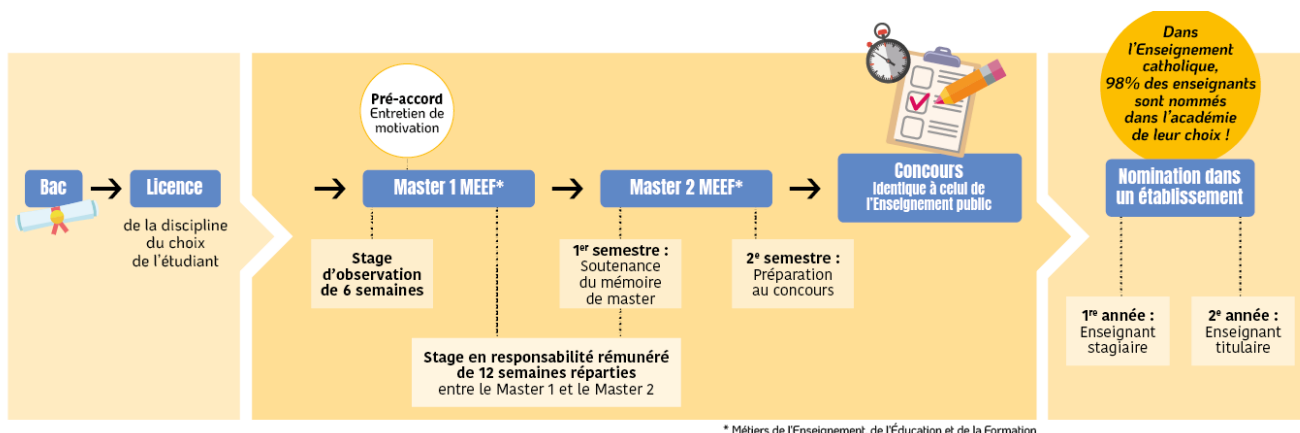 Bac
Licence
de la discipline
du choix
de l'étudiant
Pré-accord
Entretien de
motivation
Master 1 MEEF*
Stage
d'observation
de 6 semaines
Master 2 MEEF*
1er semestre :
Soutenance
du mémoire
de master
2e semestre :
Préparation
au concours
Stage en responsabilité rémunéré
de 12 semaines réparties
entre le Master 1 et le Master 2
Concours
Identique à celui de
l'Enseignement public
Dans
l'Enseignement
catholique,
98% des enseignants
sont nommés
dans l'académie
de leur choix !
Nomination dans
un établissement
1re année :
Enseignant
stagiaire
2e année :
Enseignant
titulaire
* Métiers de l'Enseignement, de l'Éducation et de la Formation